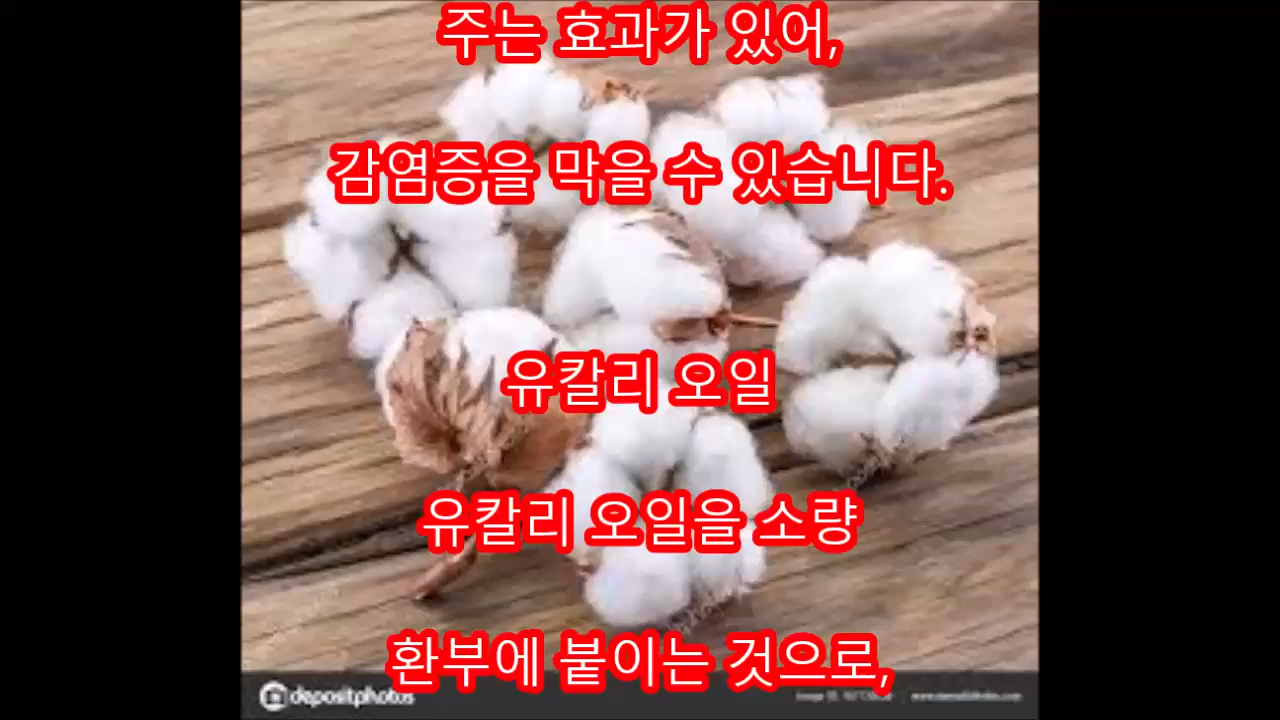 주는 효과가 있어,
감염증을 막을 수 있습니다.
유칼리 오일
유칼리 오일을 소량
환부에 붙이는 것으로,
depositphotos